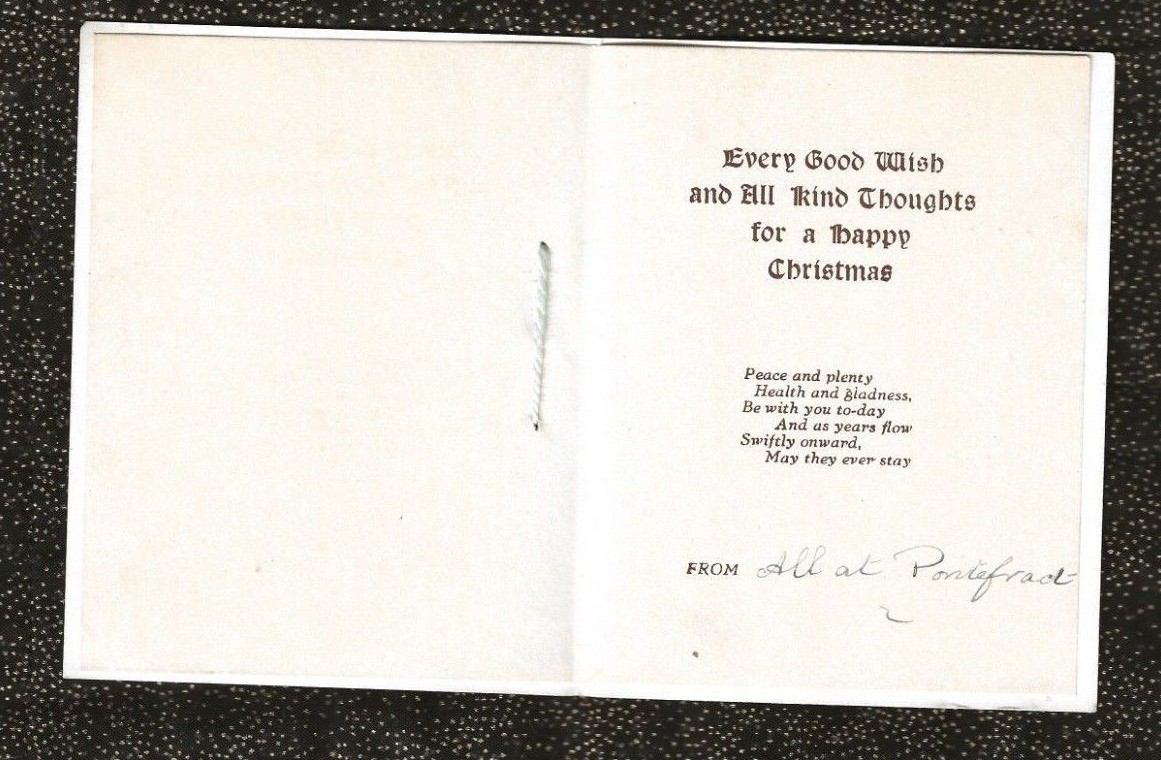 Every Good Wish
and All Kind Thoughts
for a Happy
Christmas
Peace and plenty
Health and gladness,
Be with you to-day
And as years flow
Swiftly onward,
May they ever stay
FROM All at Pontefract